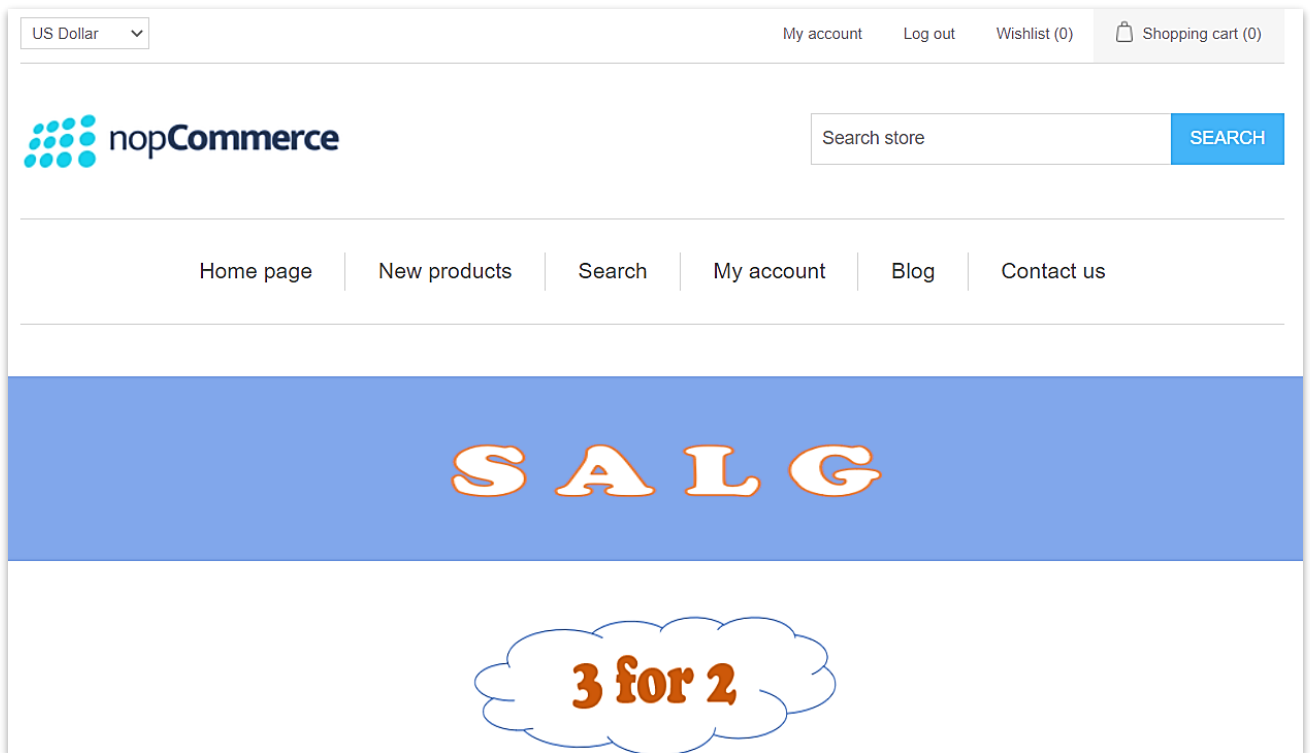 US Dollar My account Log out Wishlist (0) Shopping cart (0)
nopCommerce Search store SEARCH
Home page New products Search My account Blog Contact us
SALG
3 for 2